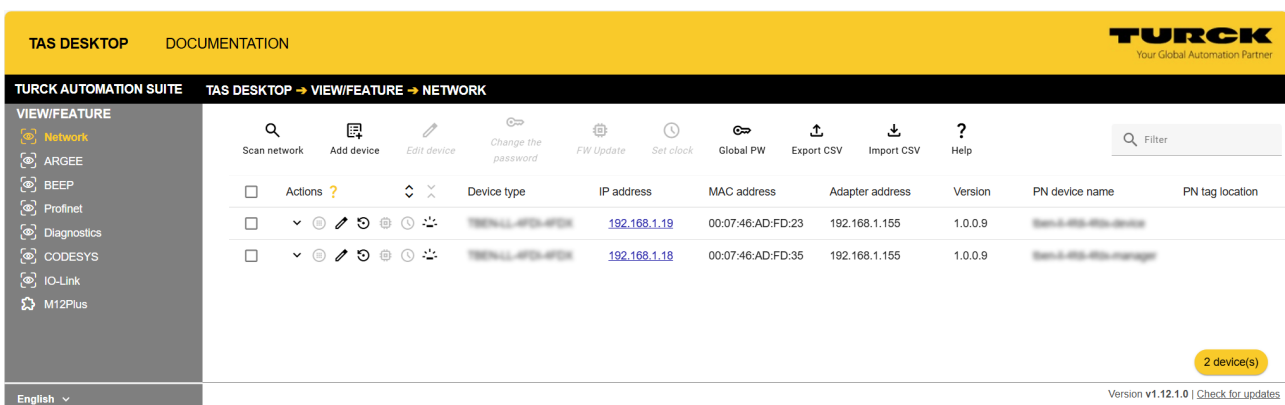 TAS DESKTOP DOCUMENTATION
TURCK
Your Global Automation Partner
TURCK AUTOMATION SUITE TAS DESKTOP → VIEW/FEATURE → NETWORK
VIEW/FEATURE
Network
ARGEE
BEEP
Profinet
Diagnostics
CODESYS
IO-Link
M12Plus
English
Scan network Add device Edit device Change the password FW Update Set clock Global PW Export CSV Import CSV Help Filter
Actions ? Device type IP address MAC address Adapter address Version PN device name PN tag location
192.168.1.19 00:07:46:AD:FD:23 192.168.1.155 1.0.0.9
192.168.1.18 00:07:46:AD:FD:35 192.168.1.155 1.0.0.9
2 device(s)
Version v1.12.1.0 | Check for updates